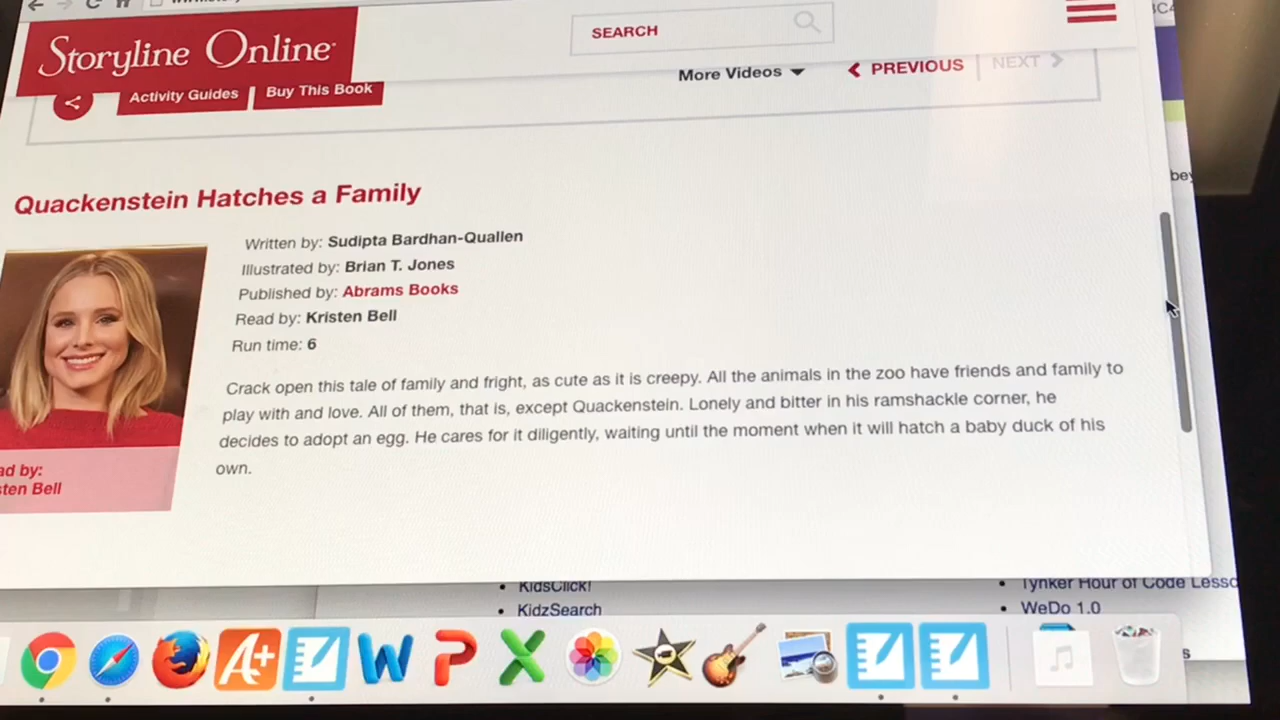 Storyline Online
SEARCH
More Videos
PREVIOUS
NEXT
Activity Guides
Buy This Book
Quackenstein Hatches a Family
Written by: Sudipta Bardhan-Quallen
Illustrated by: Brian T. Jones
Published by: Abrams Books
Read by: Kristen Bell
Run time: 6
Crack open this tale of family and fright, as cute as it is creepy. All the animals in the zoo have friends and family to
play with and love. All of them, that is, except Quackenstein. Lonely and bitter in his ramshackle corner, he
decides to adopt an egg. He cares for it diligently, waiting until the moment when it will hatch a baby duck of his
own.
ad by:
sten Bell
KidsClick!
KidzSearch
Tynker Hour of Code Lesso
WeDo 1.0
A+
W
P
X